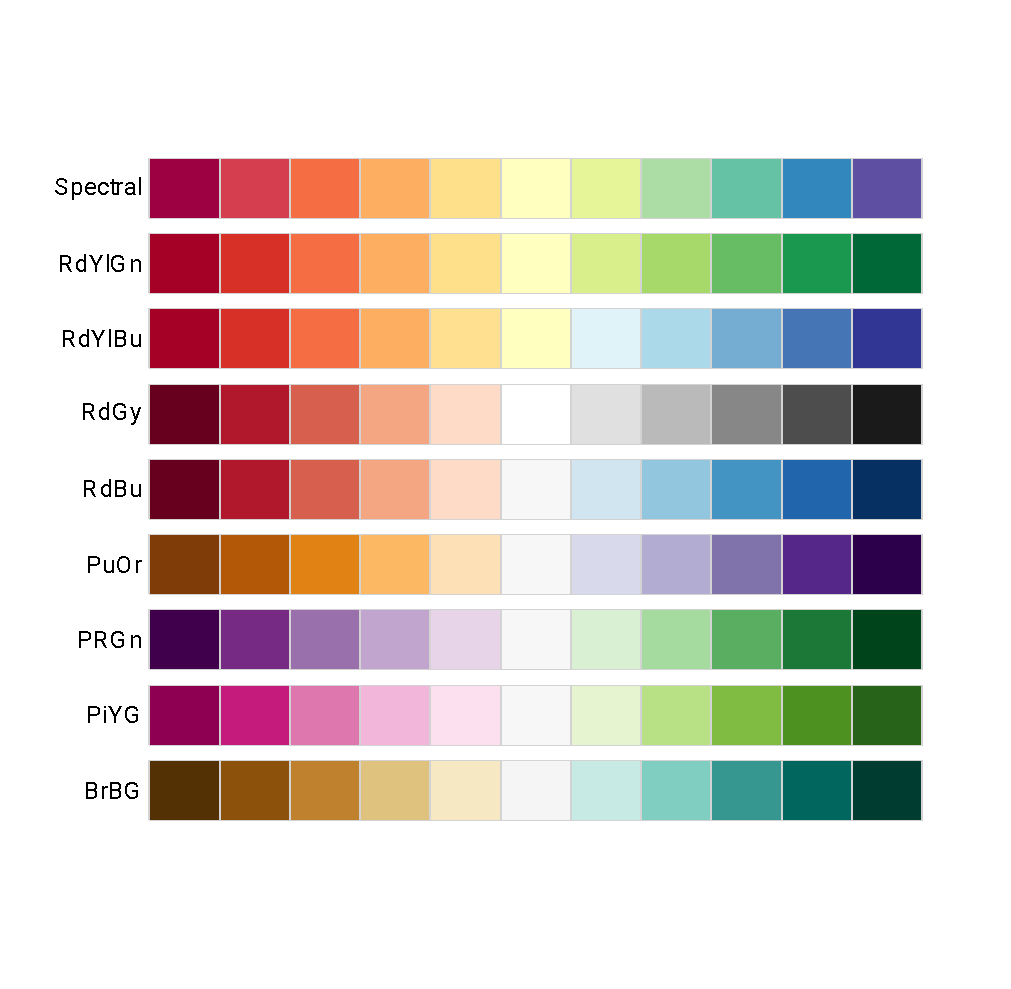 Spectral
RdYlGn
RdYlBu
RdGy
RdBu
PuOr
PRGn
PiYG
BrBG